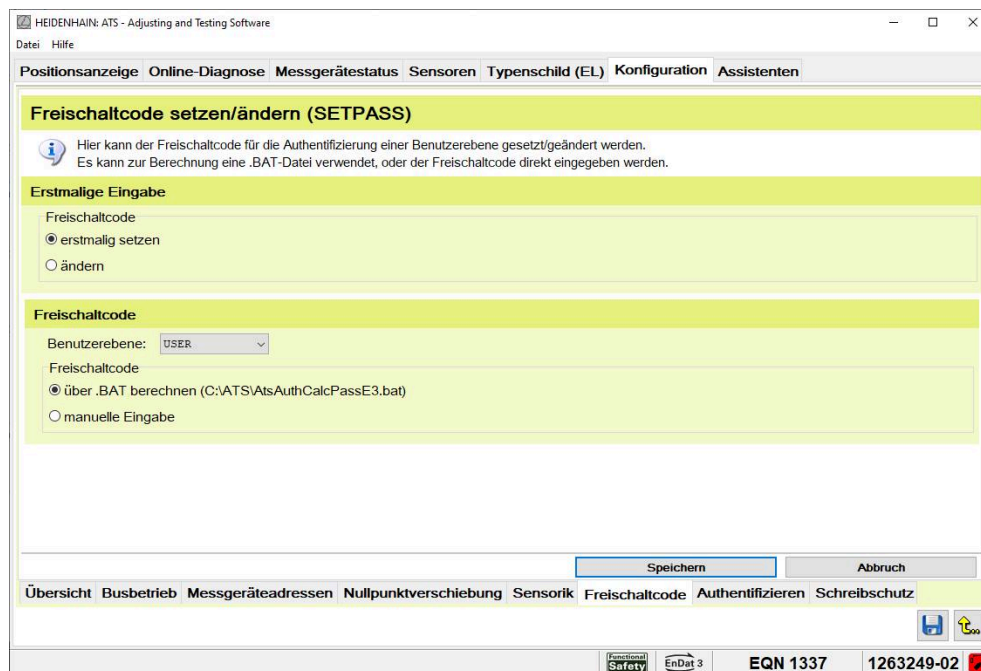 HEIDENHAIN: ATS - Adjusting and Testing Software
Datei Hilfe
Positionsanzeige Online-Diagnose Messgerätestatus Sensoren Typenschild (EL) Konfiguration Assistenten
Freischaltcode setzen/ändern (SETPASS)
Hier kann der Freischaltcode für die Authentifizierung einer Benutzerebene gesetzt/geändert werden.
Es kann zur Berechnung eine .BAT-Datei verwendet, oder der Freischaltcode direkt eingegeben werden.
Erstmalige Eingabe
Freischaltcode
erstmalig setzen
ändern
Freischaltcode
Benutzerebene: USER
Freischaltcode
über .BAT berechnen (C:\ATS\AtsAuthCalcPassE3.bat)
manuelle Eingabe
Speichern Abbruch
Übersicht Busbetrieb Messgeräteadressen Nullpunktverschiebung Sensorik Freischaltcode Authentifizieren Schreibschutz
Functional
Safety EnDat 3 EQN 1337 1263249-02